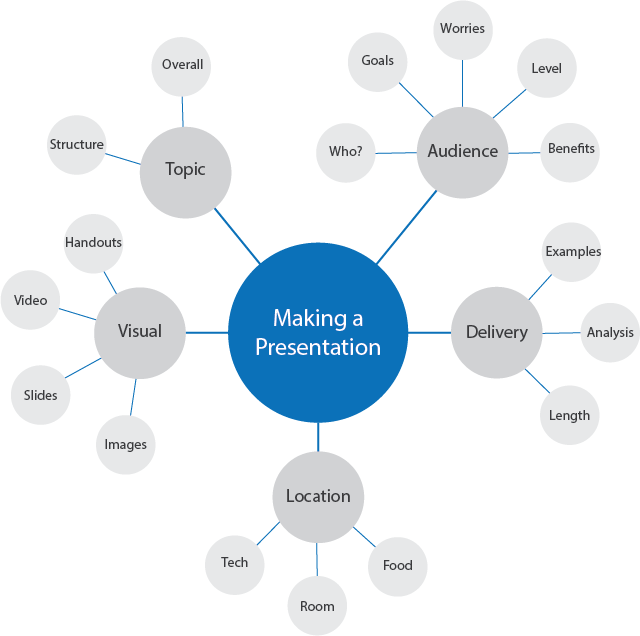 Making a
Presentation
Topic
Overall
Structure
Audience
Who?
Goals
Worries
Level
Benefits
Delivery
Examples
Analysis
Length
Location
Food
Room
Tech
Visual
Images
Slides
Video
Handouts